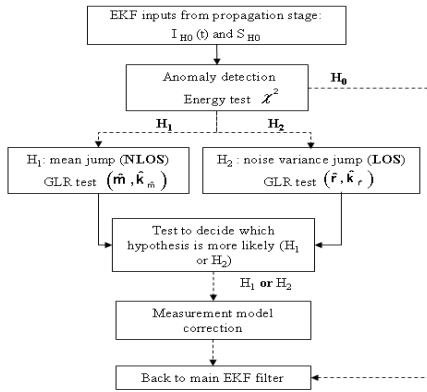 EKF inputs from propagation stage:
I H0 (t) and S H0
Anomaly detection
Energy test χ²
H₀
H₁
H₂
H₁: mean jump (NLOS)
GLR test (m̂, k̂ m̂)
H₂ : noise variance jump (LOS)
GLR test (r̂, k̂ r̂)
Test to decide which
hypothesis is more likely (H₁
or H₂)
H₁ or H₂
Measurement model
correction
Back to main EKF filter